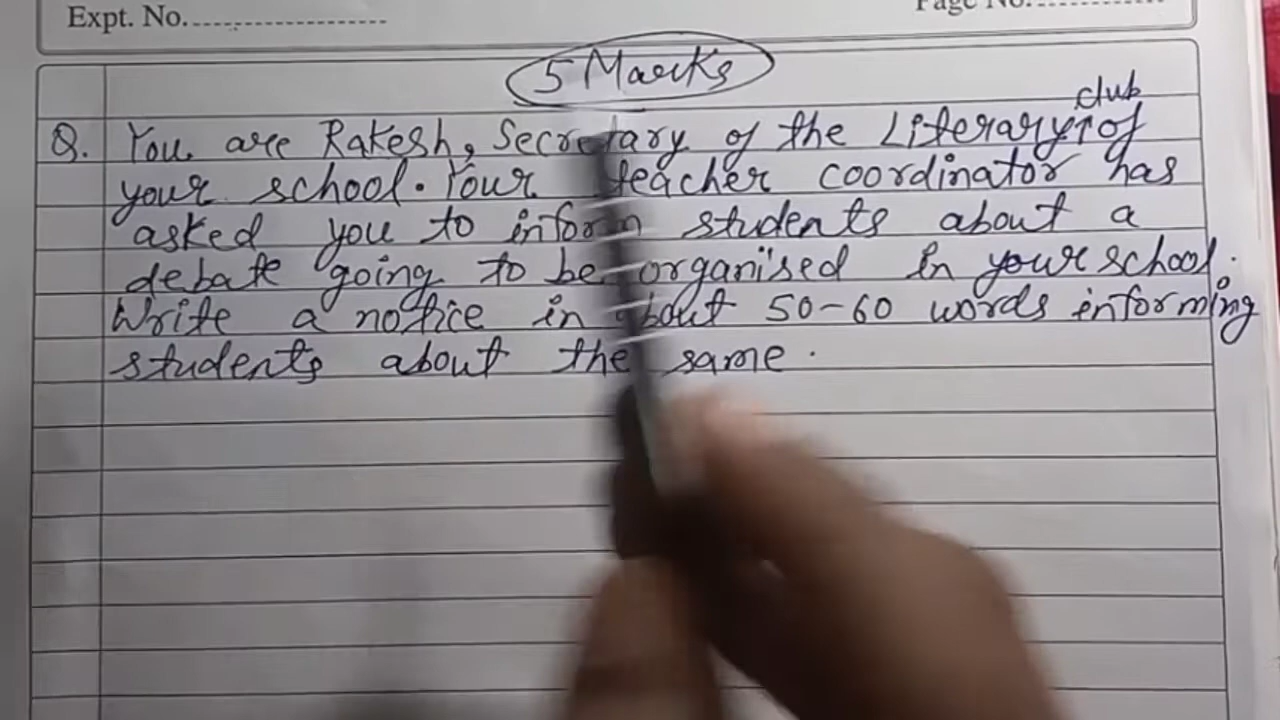 Expt. No.
Page No.
5 Marks
club
Q. You are Rakesh, Secretary of the Literary of
your school. Your teacher coordinator has
asked you to inform students about a
debate going to be organised in your school.
Write a notice in about 50-60 words informing
students about the same.